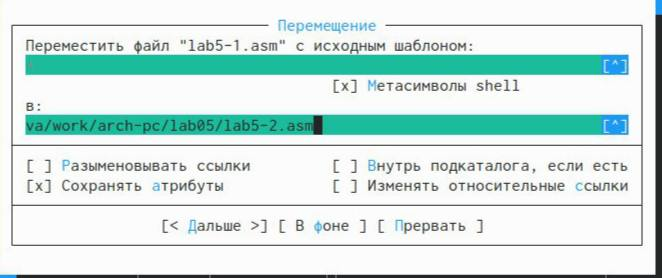 Перемещение
Переместить файл "lab5-1.asm" с исходным шаблоном:
* [^]
[x] Метасимволы shell
в:
va/work/arch-pc/lab05/lab5-2.asm [^]
[ ] Разыменовывать ссылки [ ] Внутрь подкаталога, если есть
[x] Сохранять атрибуты [ ] Изменять относительные ссылки
[< Дальше >] [ В фоне ] [ Прервать ]